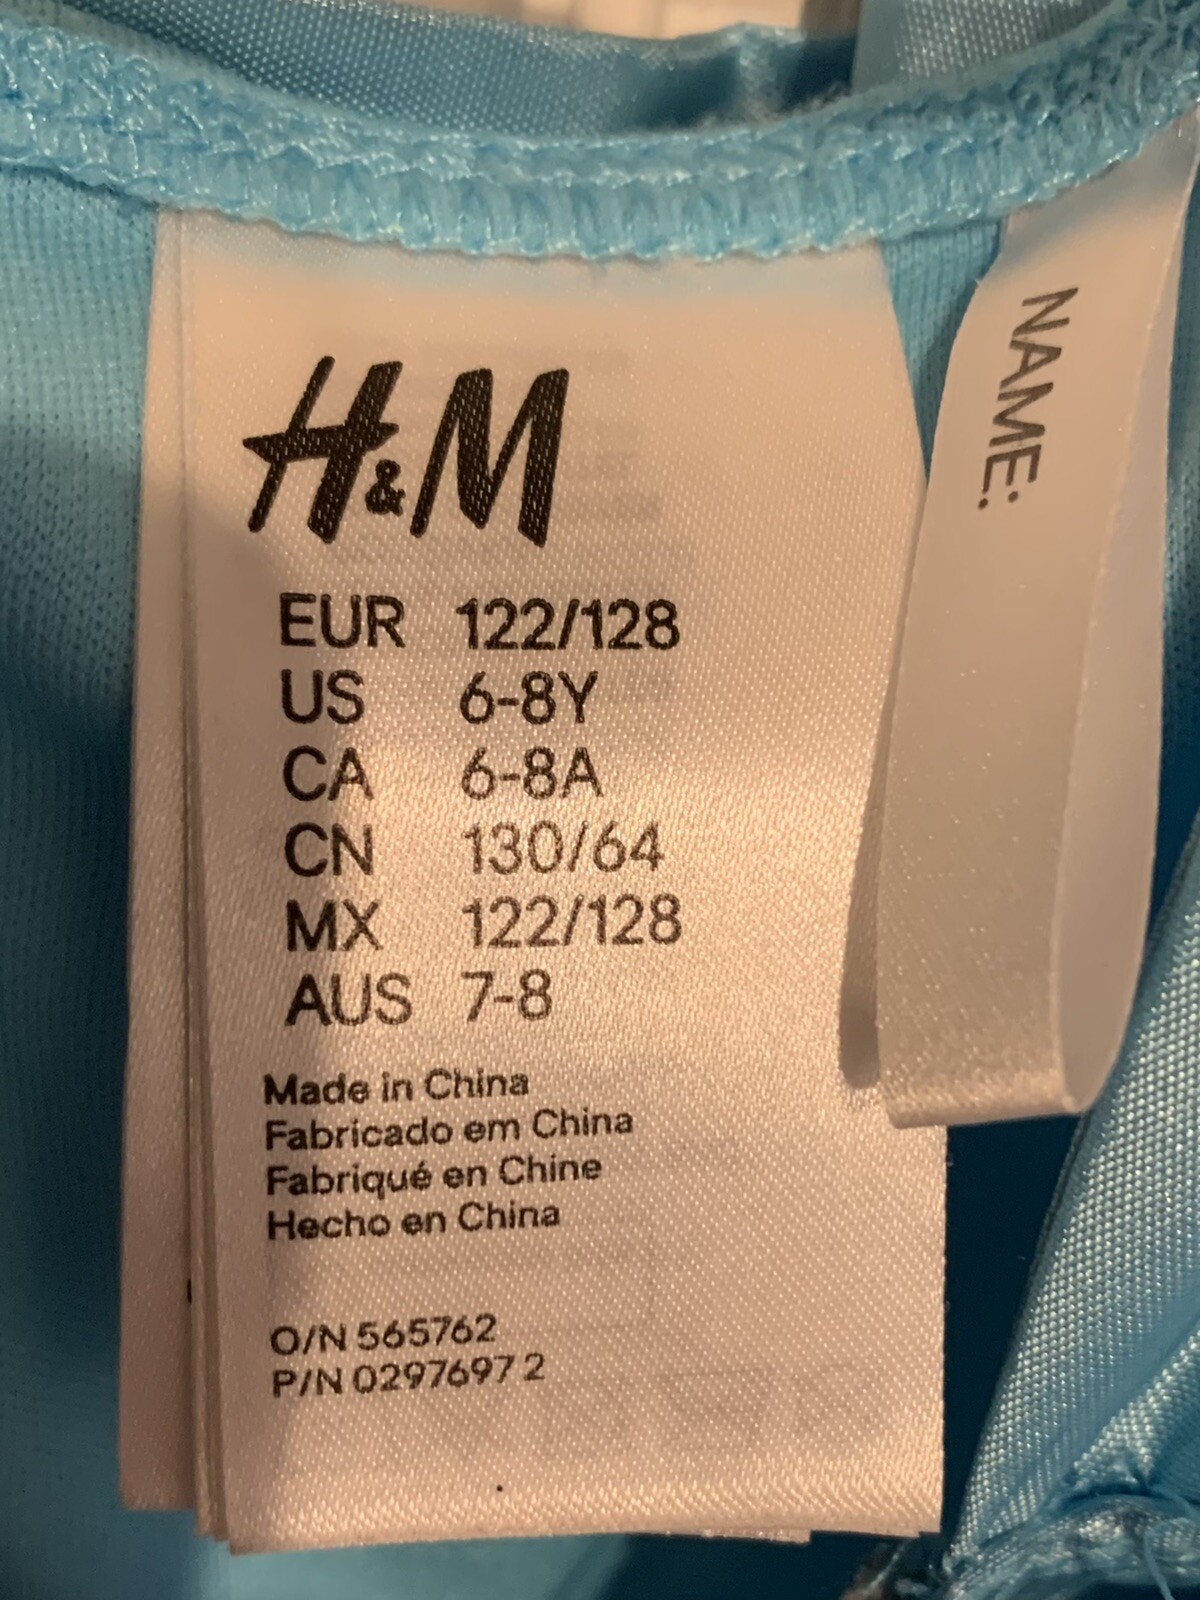 H&M
EUR 122/128
US 6-8Y
CA 6-8A
CN 130/64
MX 122/128
AUS 7-8
Made in China
Fabricado em China
Fabriqué en Chine
Hecho en China
O/N 565762
P/N 0297697 2
NAME: